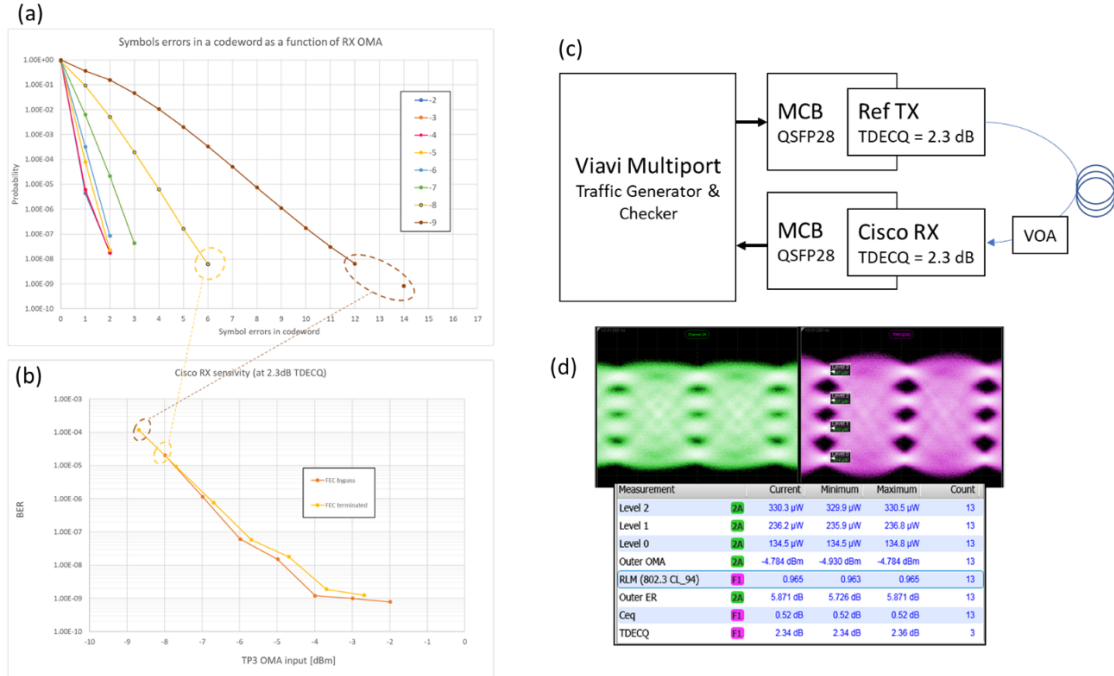 (a)
Symbols errors in a codeword as a function of RX OMA
1.00E+00
1.00E-01
1.00E-02
1.00E-03
1.00E-04
1.00E-05
1.00E-06
1.00E-07
1.00E-08
1.00E-09
1.00E-10
Probability
-2
-3
-4
-5
-6
-7
-8
-9
0 1 2 3 4 5 6 7 8 9 10 11 12 13 14 15 16 17
Symbol errors in codeword
(b)
Cisco RX sensivity (at 2.3dB TDECQ)
1.00E-03
1.00E-04
1.00E-05
1.00E-06
1.00E-07
1.00E-08
1.00E-09
1.00E-10
BER
FEC bypass
FEC terminated
-10 -9 -8 -7 -6 -5 -4 -3 -2 -1 0
TP3 OMA input [dBm]
(c)
Viavi Multiport
Traffic Generator &
Checker
MCB
QSFP28
Ref TX
TDECQ = 2.3 dB
MCB
QSFP28
Cisco RX
TDECQ = 2.3 dB
VOA
(d)
Measurement Current Minimum Maximum Count
Level 2 2A 330.3 µW 329.9 µW 330.5 µW 13
Level 1 2A 236.2 µW 235.9 µW 236.8 µW 13
Level 0 2A 134.5 µW 134.5 µW 134.8 µW 13
Outer OMA 2A -4.784 dBm -4.930 dBm -4.784 dBm 13
RLM (802.3 CL_94) F1 0.965 0.963 0.965 13
Outer ER 2A 5.871 dB 5.726 dB 5.871 dB 13
Ceq F1 0.52 dB 0.52 dB 0.52 dB 13
TDECQ F1 2.34 dB 2.34 dB 2.36 dB 3